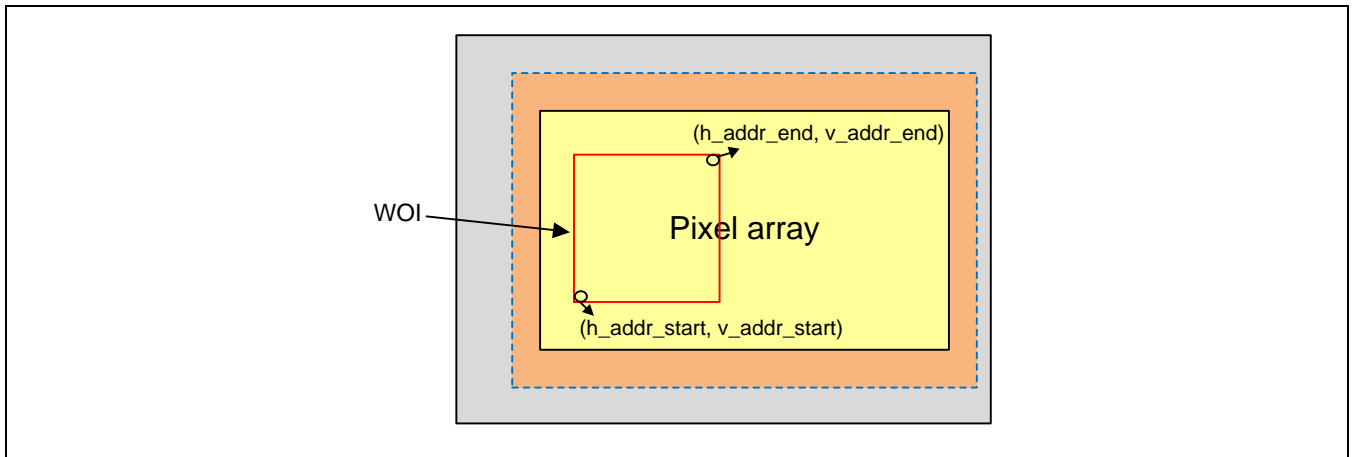 (h_addr_end, v_addr_end)
WOI
Pixel array
(h_addr_start, v_addr_start)